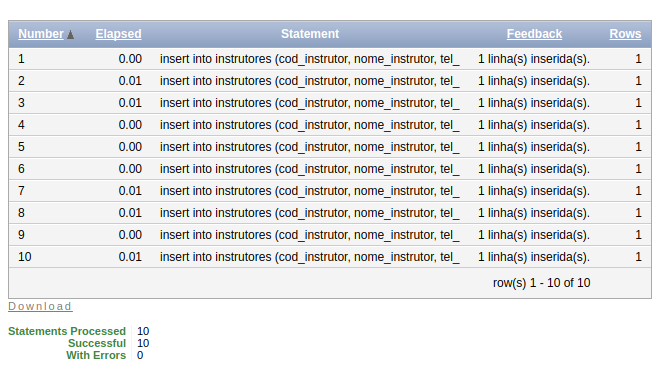 Number Elapsed Statement Feedback Rows
1 0.00 insert into instrutores (cod_instrutor, nome_instrutor, tel_ 1 linha(s) inserida(s). 1
2 0.01 insert into instrutores (cod_instrutor, nome_instrutor, tel_ 1 linha(s) inserida(s). 1
3 0.01 insert into instrutores (cod_instrutor, nome_instrutor, tel_ 1 linha(s) inserida(s). 1
4 0.00 insert into instrutores (cod_instrutor, nome_instrutor, tel_ 1 linha(s) inserida(s). 1
5 0.00 insert into instrutores (cod_instrutor, nome_instrutor, tel_ 1 linha(s) inserida(s). 1
6 0.00 insert into instrutores (cod_instrutor, nome_instrutor, tel_ 1 linha(s) inserida(s). 1
7 0.01 insert into instrutores (cod_instrutor, nome_instrutor, tel_ 1 linha(s) inserida(s). 1
8 0.01 insert into instrutores (cod_instrutor, nome_instrutor, tel_ 1 linha(s) inserida(s). 1
9 0.00 insert into instrutores (cod_instrutor, nome_instrutor, tel_ 1 linha(s) inserida(s). 1
10 0.01 insert into instrutores (cod_instrutor, nome_instrutor, tel_ 1 linha(s) inserida(s). 1
row(s) 1 - 10 of 10
Download
Statements Processed 10
Successful 10
With Errors 0